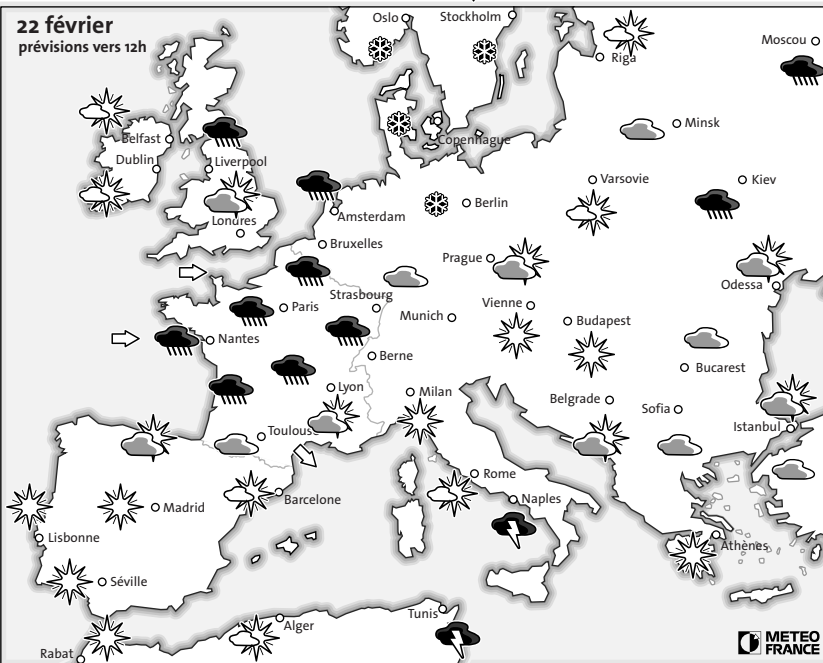 22 février
prévisions vers 12h
Oslo
Stockholm
Riga
Moscou
Minsk
Belfast
Dublin
Liverpool
Copenhague
Londres
Amsterdam
Berlin
Varsovie
Kiev
Bruxelles
Prague
Odessa
Paris
Strasbourg
Munich
Vienne
Budapest
Nantes
Berne
Bucarest
Lyon
Milan
Belgrade
Sofia
Istanbul
Toulouse
Rome
Naples
Barcelone
Madrid
Lisbonne
Athènes
Séville
Alger
Tunis
Rabat
METEO
FRANCE